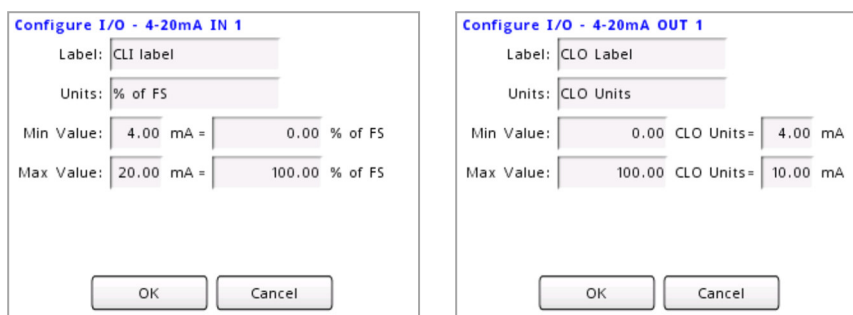 Configure I/O - 4-20mA IN 1
Label: CLI label
Units: % of FS
Min Value: 4.00 mA = 0.00 % of FS
Max Value: 20.00 mA = 100.00 % of FS
OK Cancel
Configure I/O - 4-20mA OUT 1
Label: CLO Label
Units: CLO Units
Min Value: 0.00 CLO Units= 4.00 mA
Max Value: 100.00 CLO Units= 10.00 mA
OK Cancel